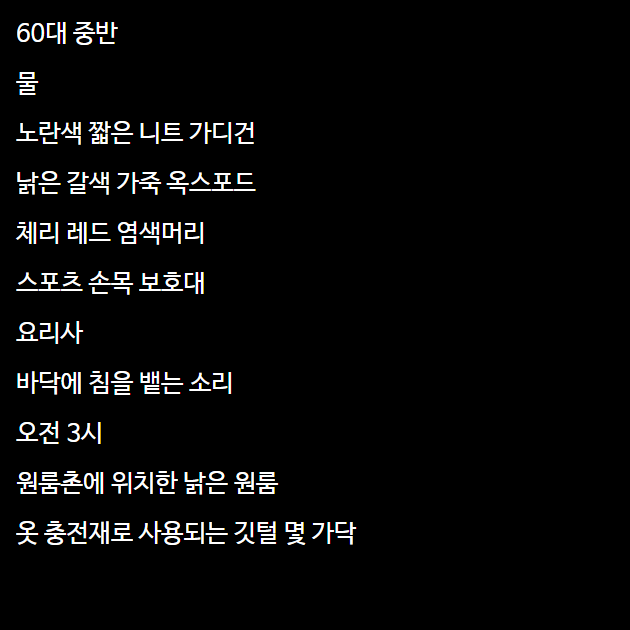 60대 중반
물
노란색 짧은 니트 가디건
낡은 갈색 가죽 옥스포드
체리 레드 염색머리
스포츠 손목 보호대
요리사
바닥에 침을 뱉는 소리
오전 3시
원룸촌에 위치한 낡은 원룸
옷 충전재로 사용되는 깃털 몇 가닥